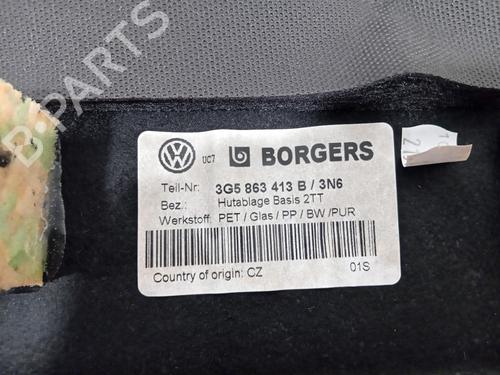 B-PARTS
UC7 BORGERS
Teil-Nr: 3G5 863 413 B / 3N6
Bez.: Hutablage Basis 2TT
Werkstoff: PET / Glas / PP / BW /PUR
Country of origin: CZ 01S